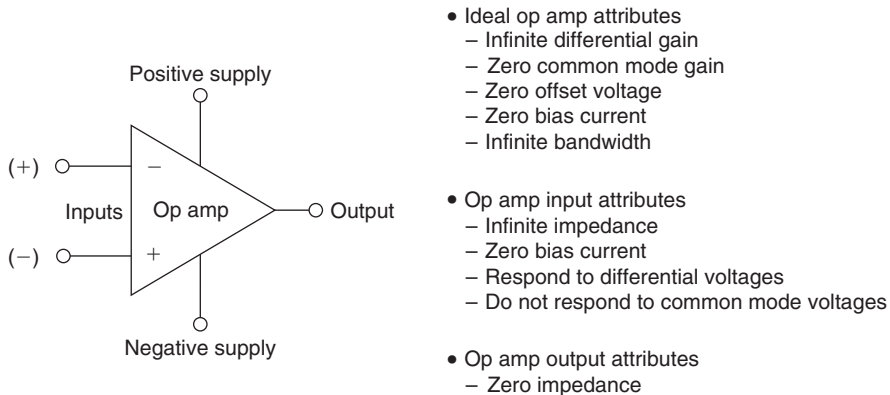 Positive supply
(+)
−
Inputs
Op amp
Output
(−)
+
Negative supply
• Ideal op amp attributes
– Infinite differential gain
– Zero common mode gain
– Zero offset voltage
– Zero bias current
– Infinite bandwidth
• Op amp input attributes
– Infinite impedance
– Zero bias current
– Respond to differential voltages
– Do not respond to common mode voltages
• Op amp output attributes
– Zero impedance